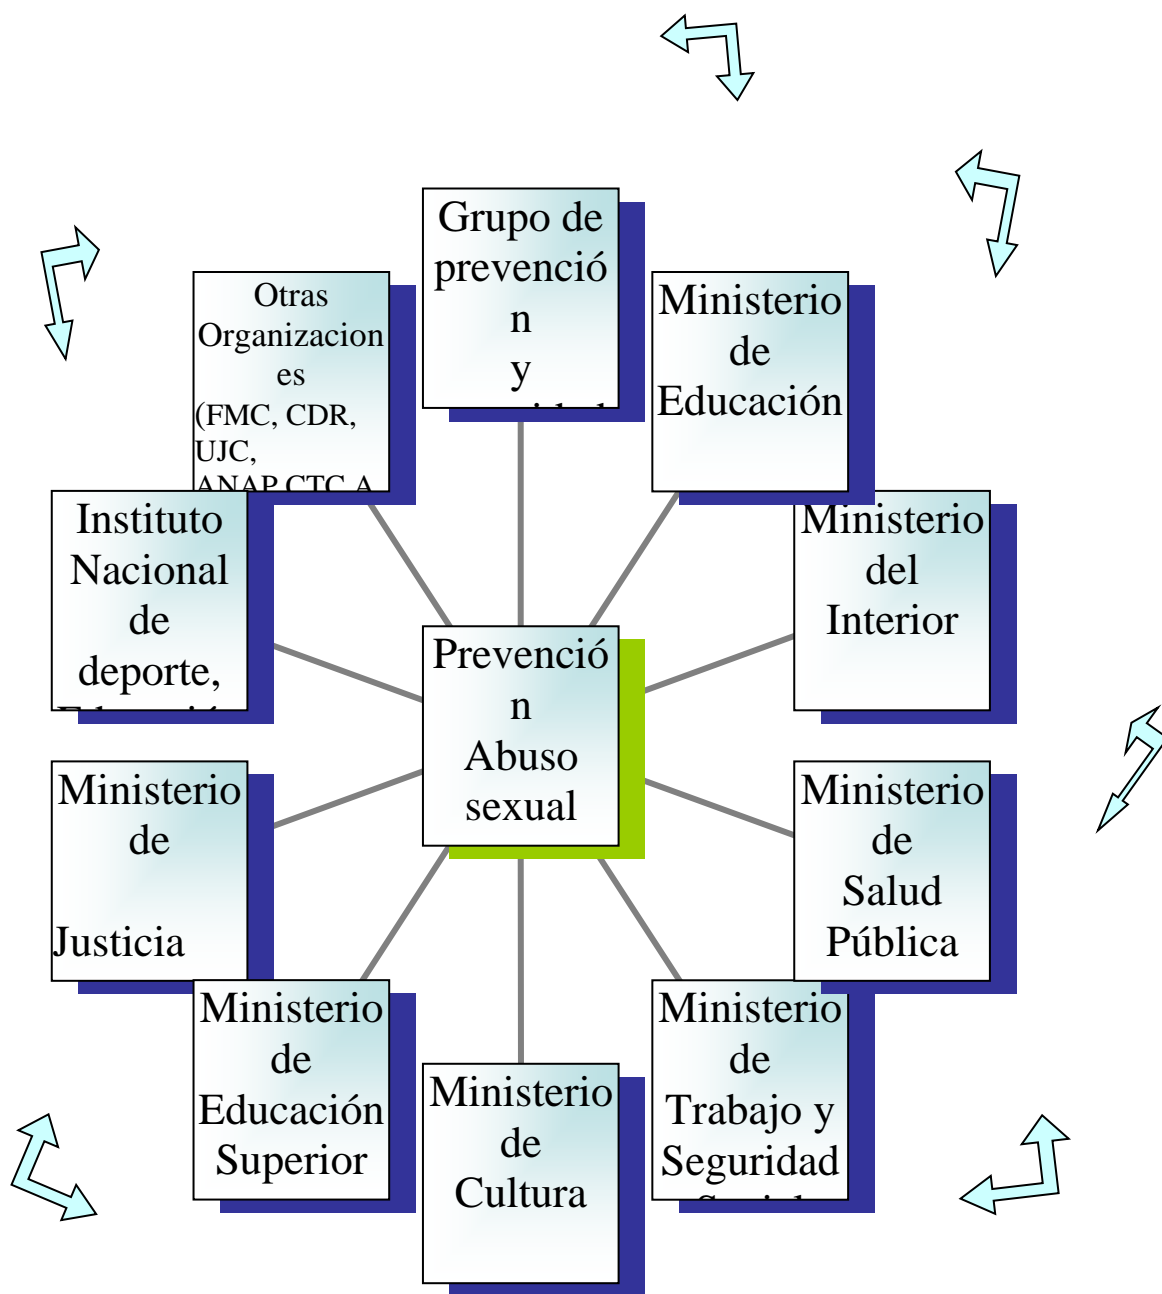 Grupo de
prevenció
n
y
Ministerio
de
Educación
Ministerio
del
Interior
Ministerio
de
Salud
Pública
Ministerio
de
Trabajo y
Seguridad
Ministerio
de
Cultura
Ministerio
de
Educación
Superior
Ministerio
de
Justicia
Instituto
Nacional
de
deporte,
Otras
Organizacion
es
(FMC, CDR,
UJC,
ANAP,CTC,A
Prevenció
n
Abuso
sexual